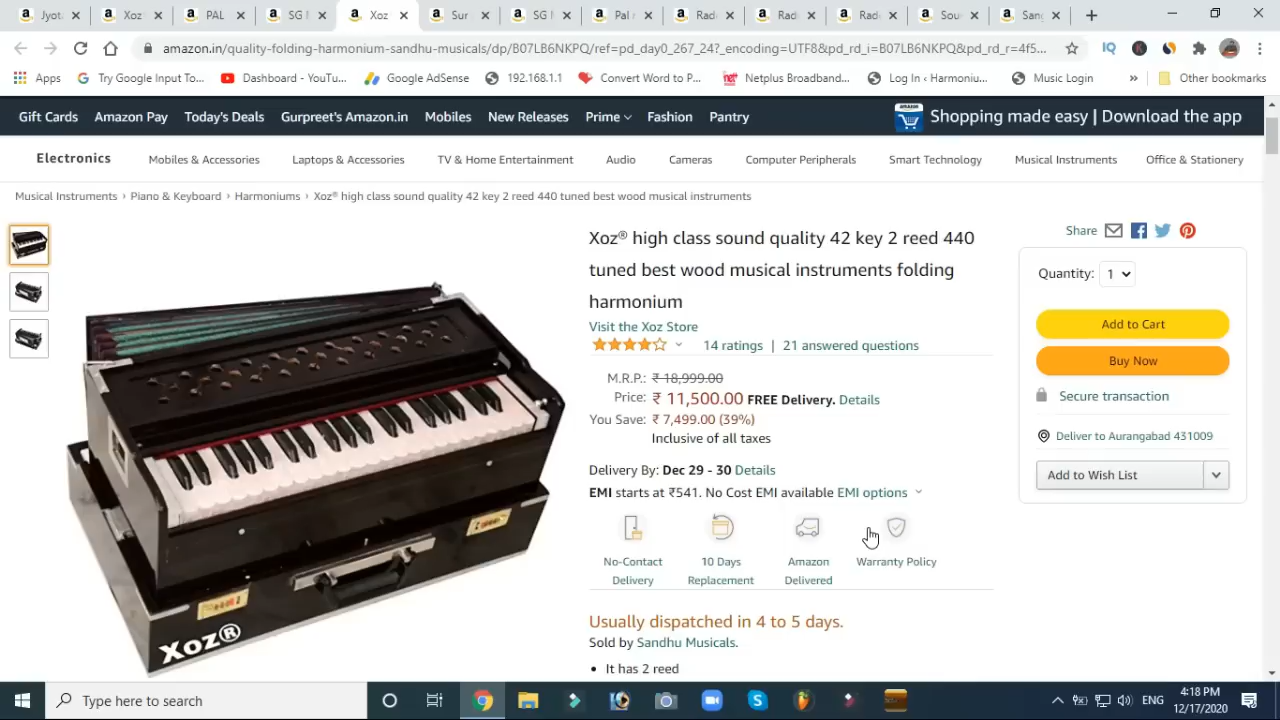 Jyota
Xoz°
PAL
SG I
Xoz
Sur
SG I
Pal n
Rade
Rade
Rade
Sou
Sang
amazon.in/quality-folding-harmonium-sandhu-musicals/dp/B07LB6NKPQ/ref=pd_day0_267_24?_encoding=UTF8&pd_rd_i=B07LB6NKPQ&pd_rd_r=4f5...
Apps
Try Google Input To...
Dashboard - YouTu...
Google AdSense
192.168.1.1
Convert Word to P...
Netplus Broadband...
Log In ‹ Harmoniu...
Music Login
»
Other bookmarks
Gift Cards Amazon Pay Today's Deals Gurpreet's Amazon.in Mobiles New Releases Prime Fashion Pantry
Shopping made easy | Download the app
Electronics Mobiles & Accessories Laptops & Accessories TV & Home Entertainment Audio Cameras Computer Peripherals Smart Technology Musical Instruments Office & Stationery
Musical Instruments › Piano & Keyboard › Harmoniums › Xoz® high class sound quality 42 key 2 reed 440 tuned best wood musical instruments
Xoz® high class sound quality 42 key 2 reed 440
tuned best wood musical instruments folding
harmonium
Visit the Xoz Store
14 ratings | 21 answered questions
M.R.P.: ₹ 18,999.00
Price: ₹ 11,500.00 FREE Delivery. Details
You Save: ₹ 7,499.00 (39%)
Inclusive of all taxes
Delivery By: Dec 29 - 30 Details
EMI starts at ₹541. No Cost EMI available EMI options
No-Contact
Delivery
10 Days
Replacement
Amazon
Delivered
Warranty Policy
Usually dispatched in 4 to 5 days.
Sold by Sandhu Musicals.
• It has 2 reed
Share
Quantity: 1
Add to Cart
Buy Now
Secure transaction
Deliver to Aurangabad 431009
Add to Wish List
Xoz®
Type here to search
ENG
4:18 PM
12/17/2020